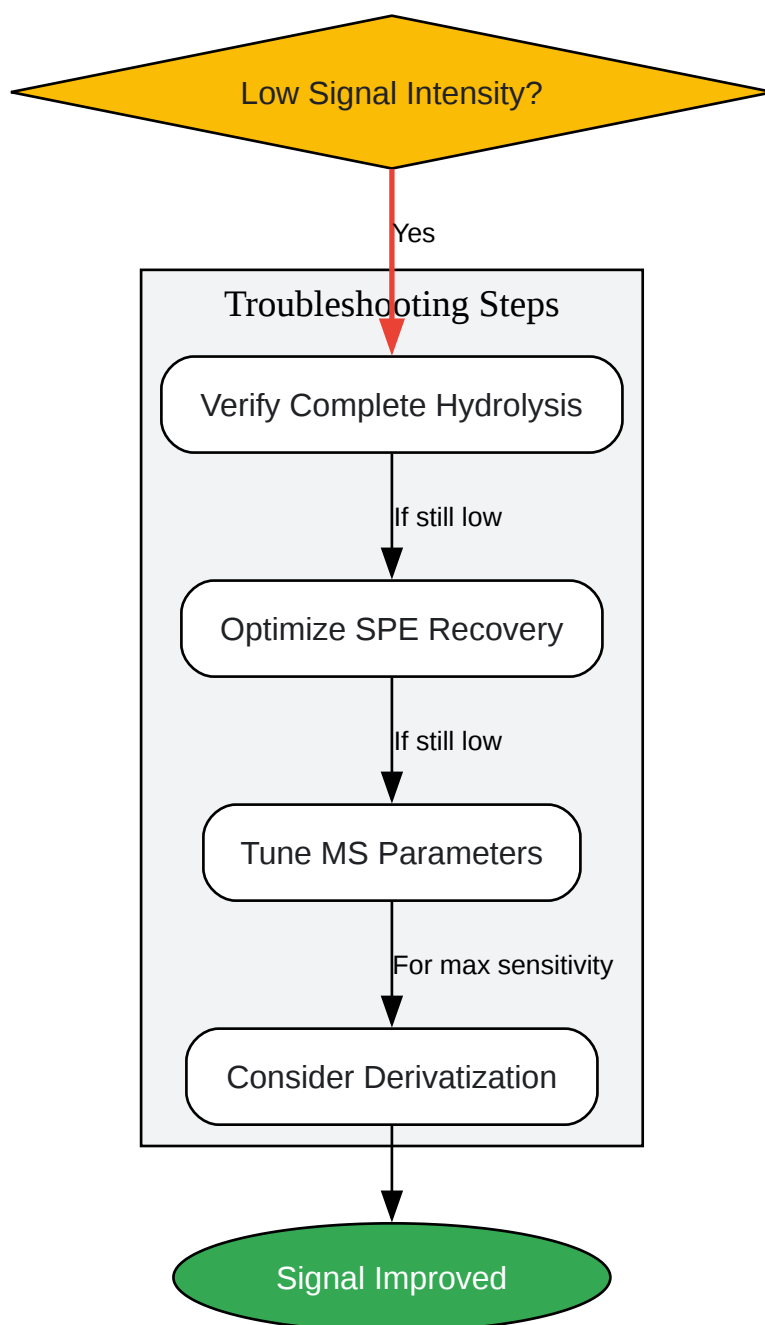 Low Signal Intensity?
Yes
Troubleshooting Steps
Verify Complete Hydrolysis
If still low
Optimize SPE Recovery
If still low
Tune MS Parameters
For max sensitivity
Consider Derivatization
Signal Improved